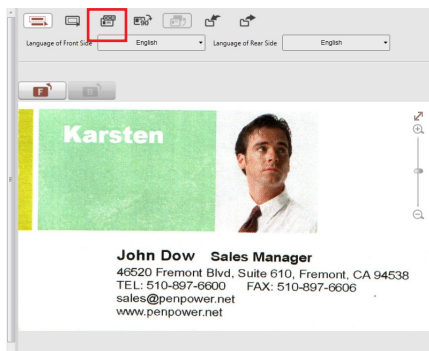 Language of Front Side English Language of Rear Side English
F
Karsten
John Dow Sales Manager
46520 Fremont Blvd, Suite 610, Fremont, CA 94538
TEL: 510-897-6600 FAX: 510-897-6606
sales@penpower.net
www.penpower.net